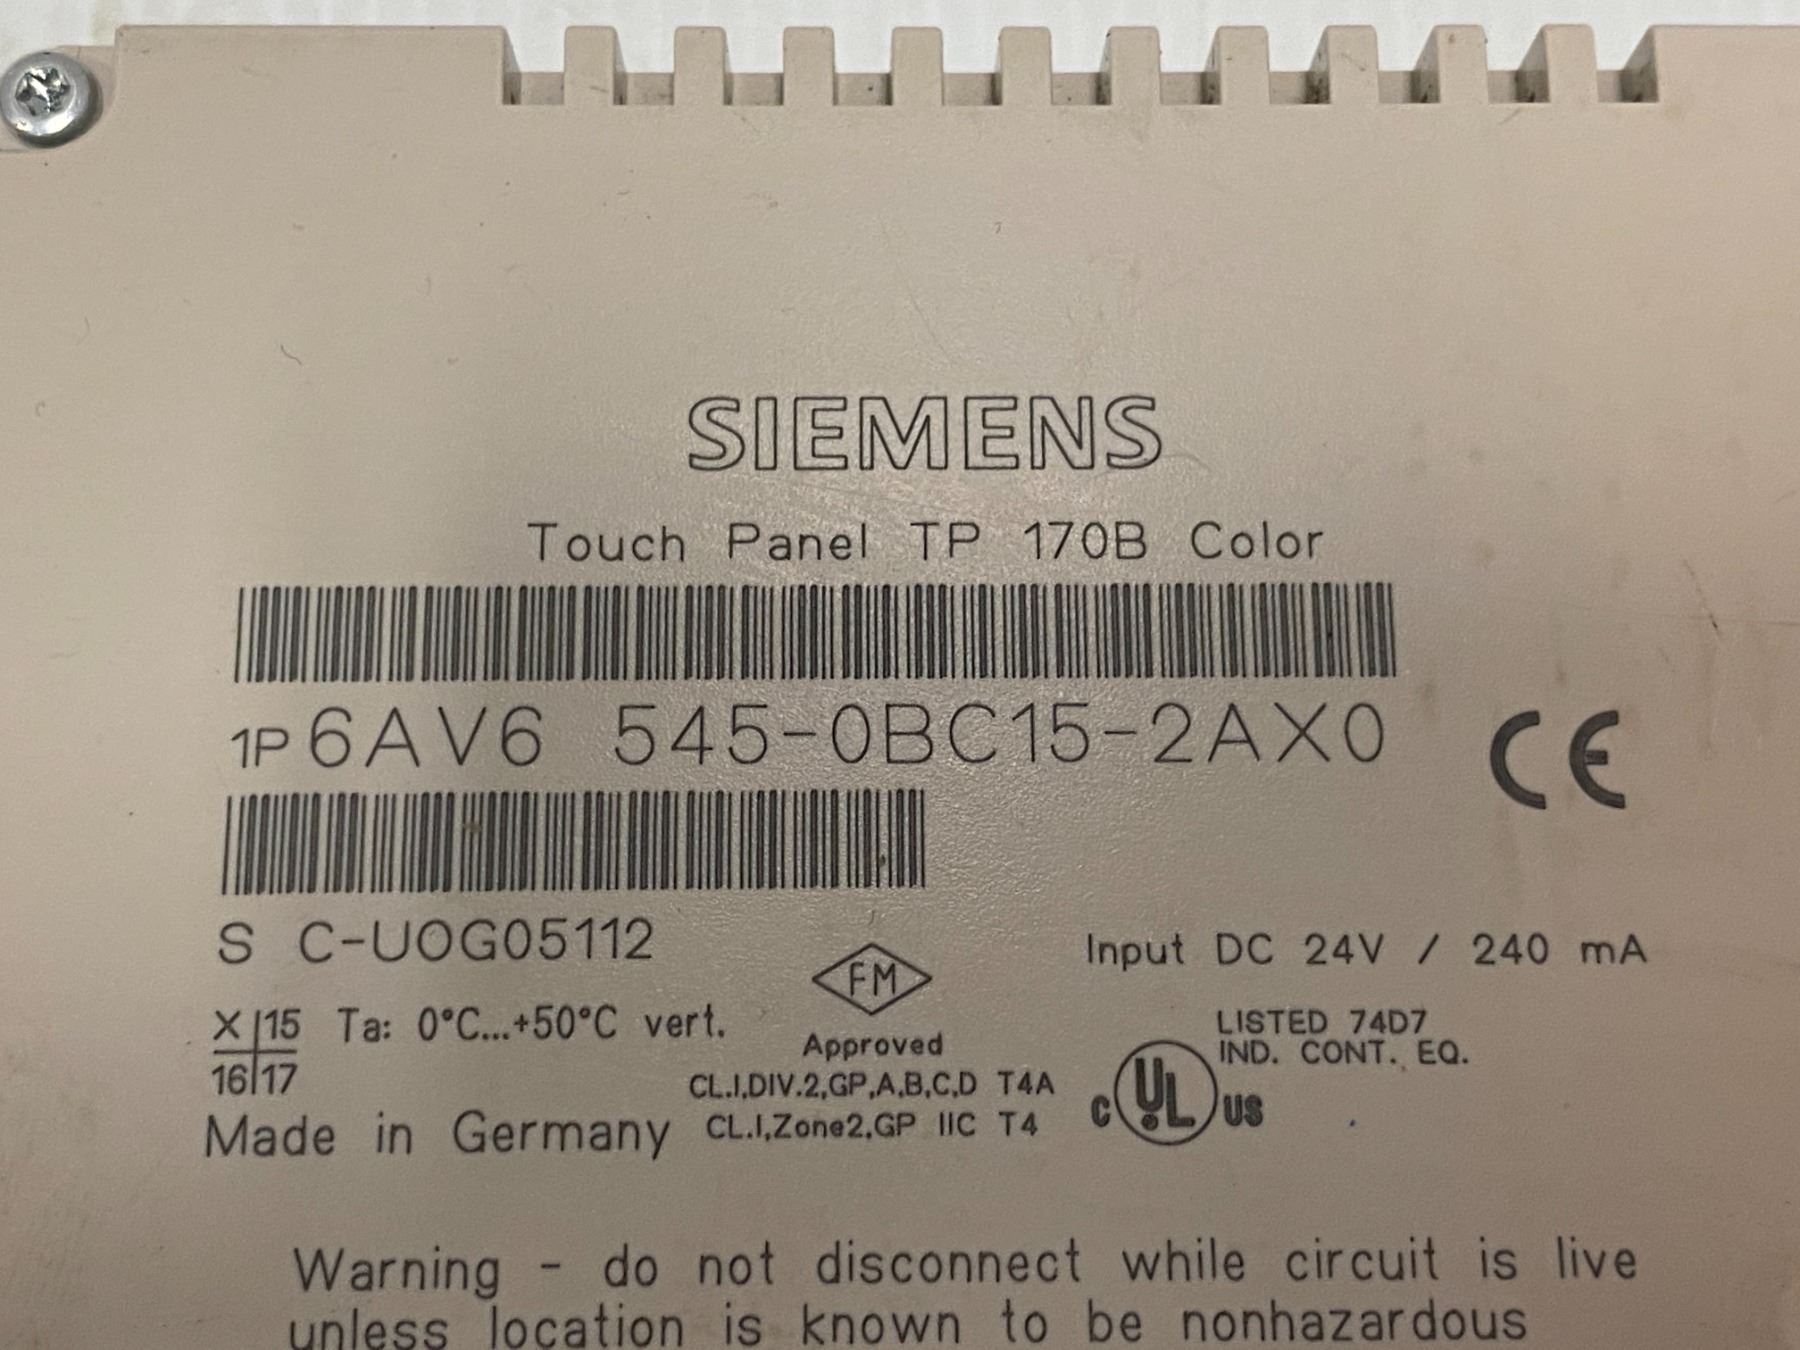 SIEMENS
Touch Panel TP 170B Color
1P 6AV6 545-0BC15-2AX0
CE
S C-U0G05112
Input DC 24V / 240 mA
X 15
16 17
Ta: 0°C...+50°C vert.
FM
Approved
CL.I,DIV.2,GP,A,B,C,D T4A
CL.I,Zone2,GP IIC T4
LISTED 74D7
IND. CONT. EQ.
C UL US
Made in Germany
Warning - do not disconnect while circuit is live
unless location is known to be nonhazardous